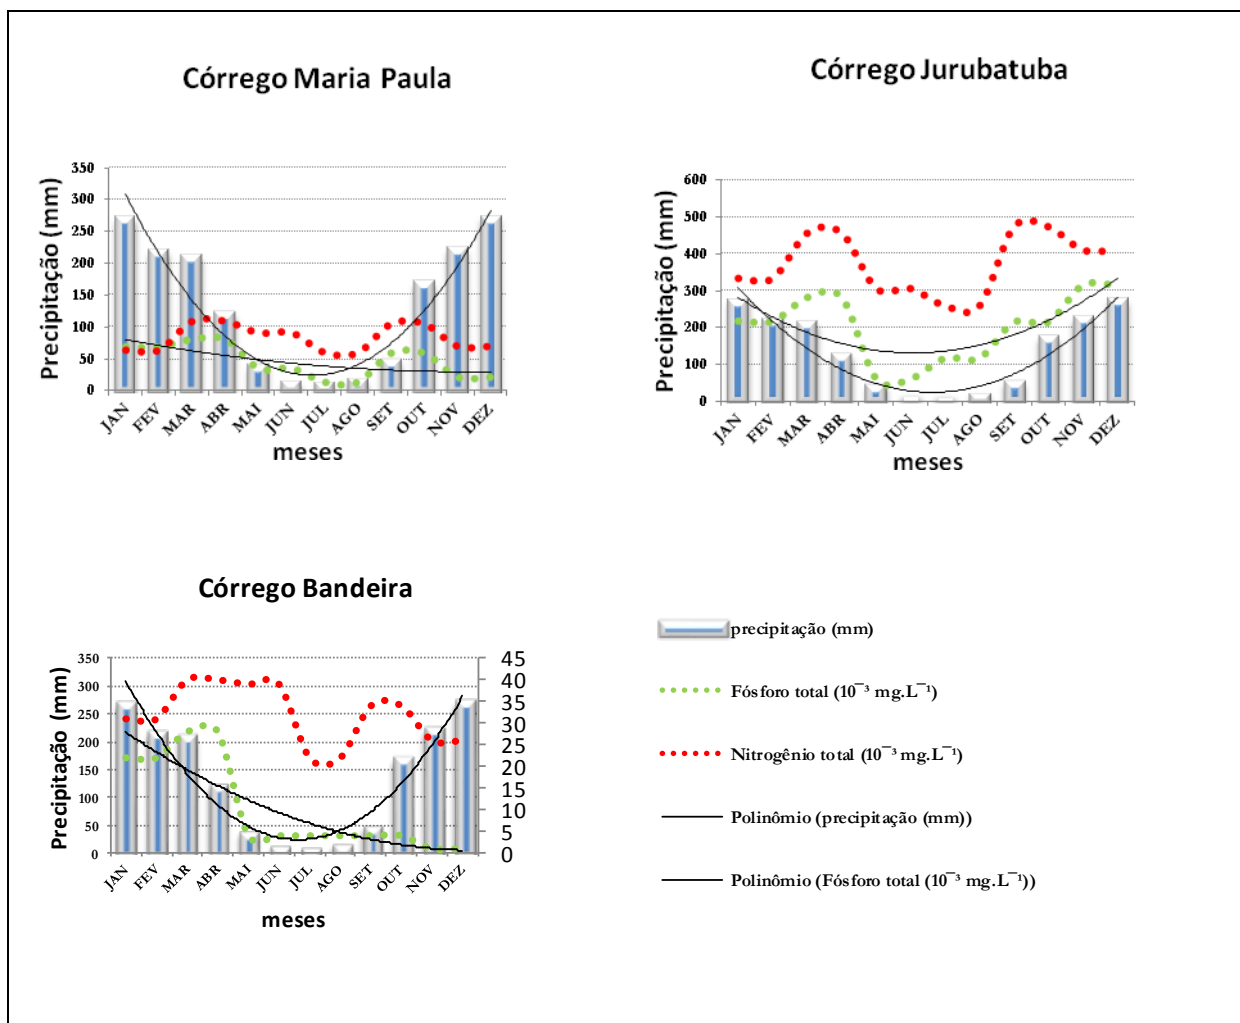 Córrego Maria Paula
Precipitação (mm)
350
300
250
200
150
100
50
0
JAN
FEV
MAR
ABR
MAI
JUN
JUL
AGO
SET
OUT
NOV
DEZ
meses
Córrego Jurubatuba
Precipitação (mm)
600
500
400
300
200
100
0
JAN
FEV
MAR
ABR
MAI
JUN
JUL
AGO
SET
OUT
NOV
DEZ
meses
Córrego Bandeira
Precipitação (mm)
350
300
250
200
150
100
50
0
45
40
35
30
25
20
15
10
5
0
JAN
FEV
MAR
ABR
MAI
JUN
JUL
AGO
SET
OUT
NOV
DEZ
meses
precipitação (mm)
Fósforo total (10⁻³ mg.L⁻¹)
Nitrogênio total (10⁻³ mg.L⁻¹)
Polinômio (precipitação (mm))
Polinômio (Fósforo total (10⁻³ mg.L⁻¹))